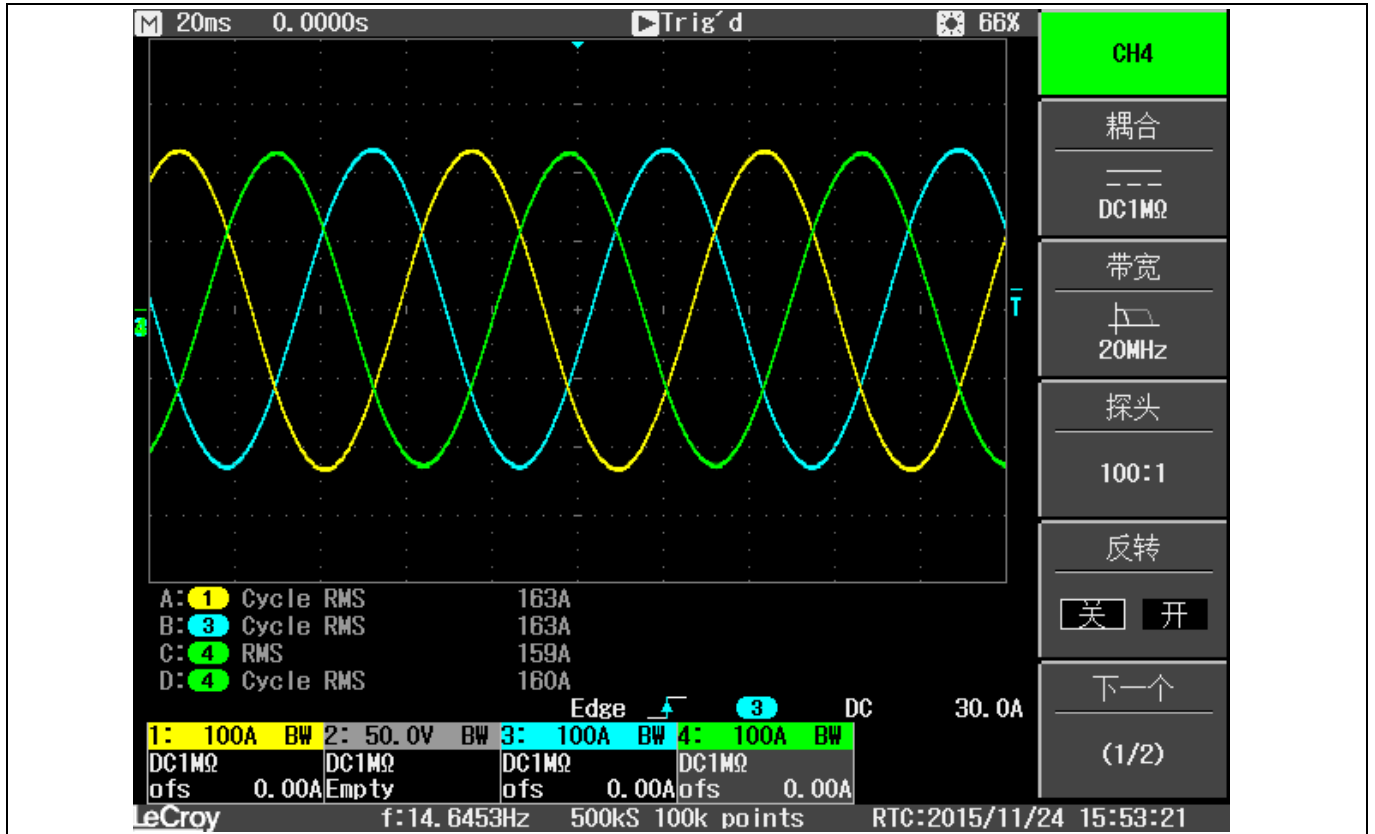 M 20ms 0.0000s Trig´d 66%
CH4
耦合
DC1MΩ
带宽
20MHz
探头
100:1
反转
关 开
下一个
(1/2)
3
T
A: 1 Cycle RMS 163A
B: 3 Cycle RMS 163A
C: 4 RMS 159A
D: 4 Cycle RMS 160A
Edge 3 DC 30.0A
1: 100A BW 2: 50.0V BW 3: 100A BW 4: 100A BW
DC1MΩ DC1MΩ DC1MΩ DC1MΩ
ofs 0.00A Empty ofs 0.00A ofs 0.00A
LeCroy f:14.6453Hz 500kS 100k points RTC:2015/11/24 15:53:21